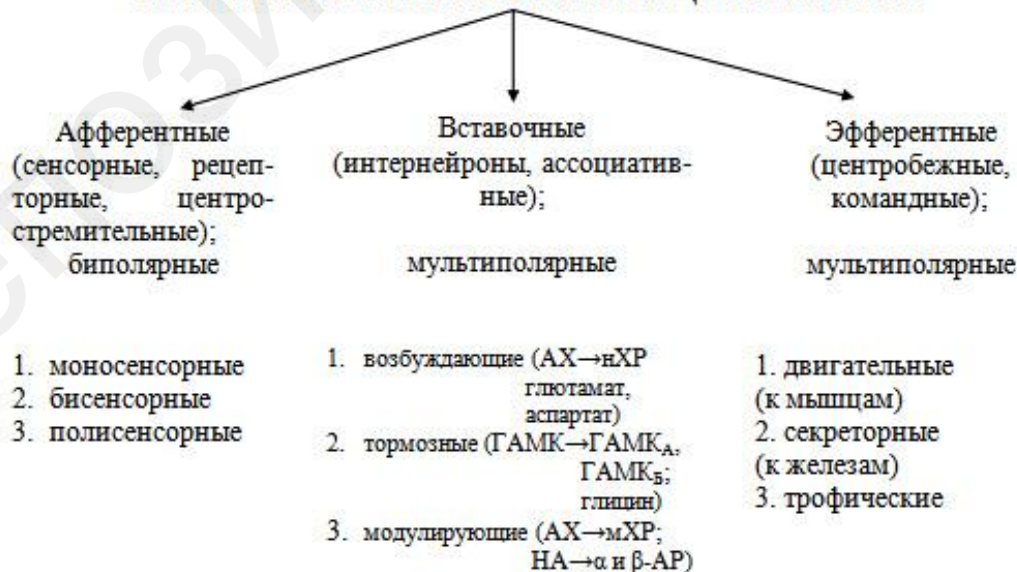 Афферентные
(сенсорные, рецеп-
торные, центро-
стремительные);
биполярные
1. моносенсорные
2. бисенсорные
3. полисенсорные
Вставочные
(интернейроны, ассоциатив-
ные);
мультиполярные
1. возбуждающие (АХ→нХР
глютамат,
аспартат)
2. тормозные (ГАМК→ГАМКА,
ГАМКБ;
глицин)
3. модулирующие (АХ→мХР;
НА→α и β-АР)
Эфферентные
(центробежные,
командные);
мультиполярные
1. двигательные
(к мышцам)
2. секреторные
(к железам)
3. трофические